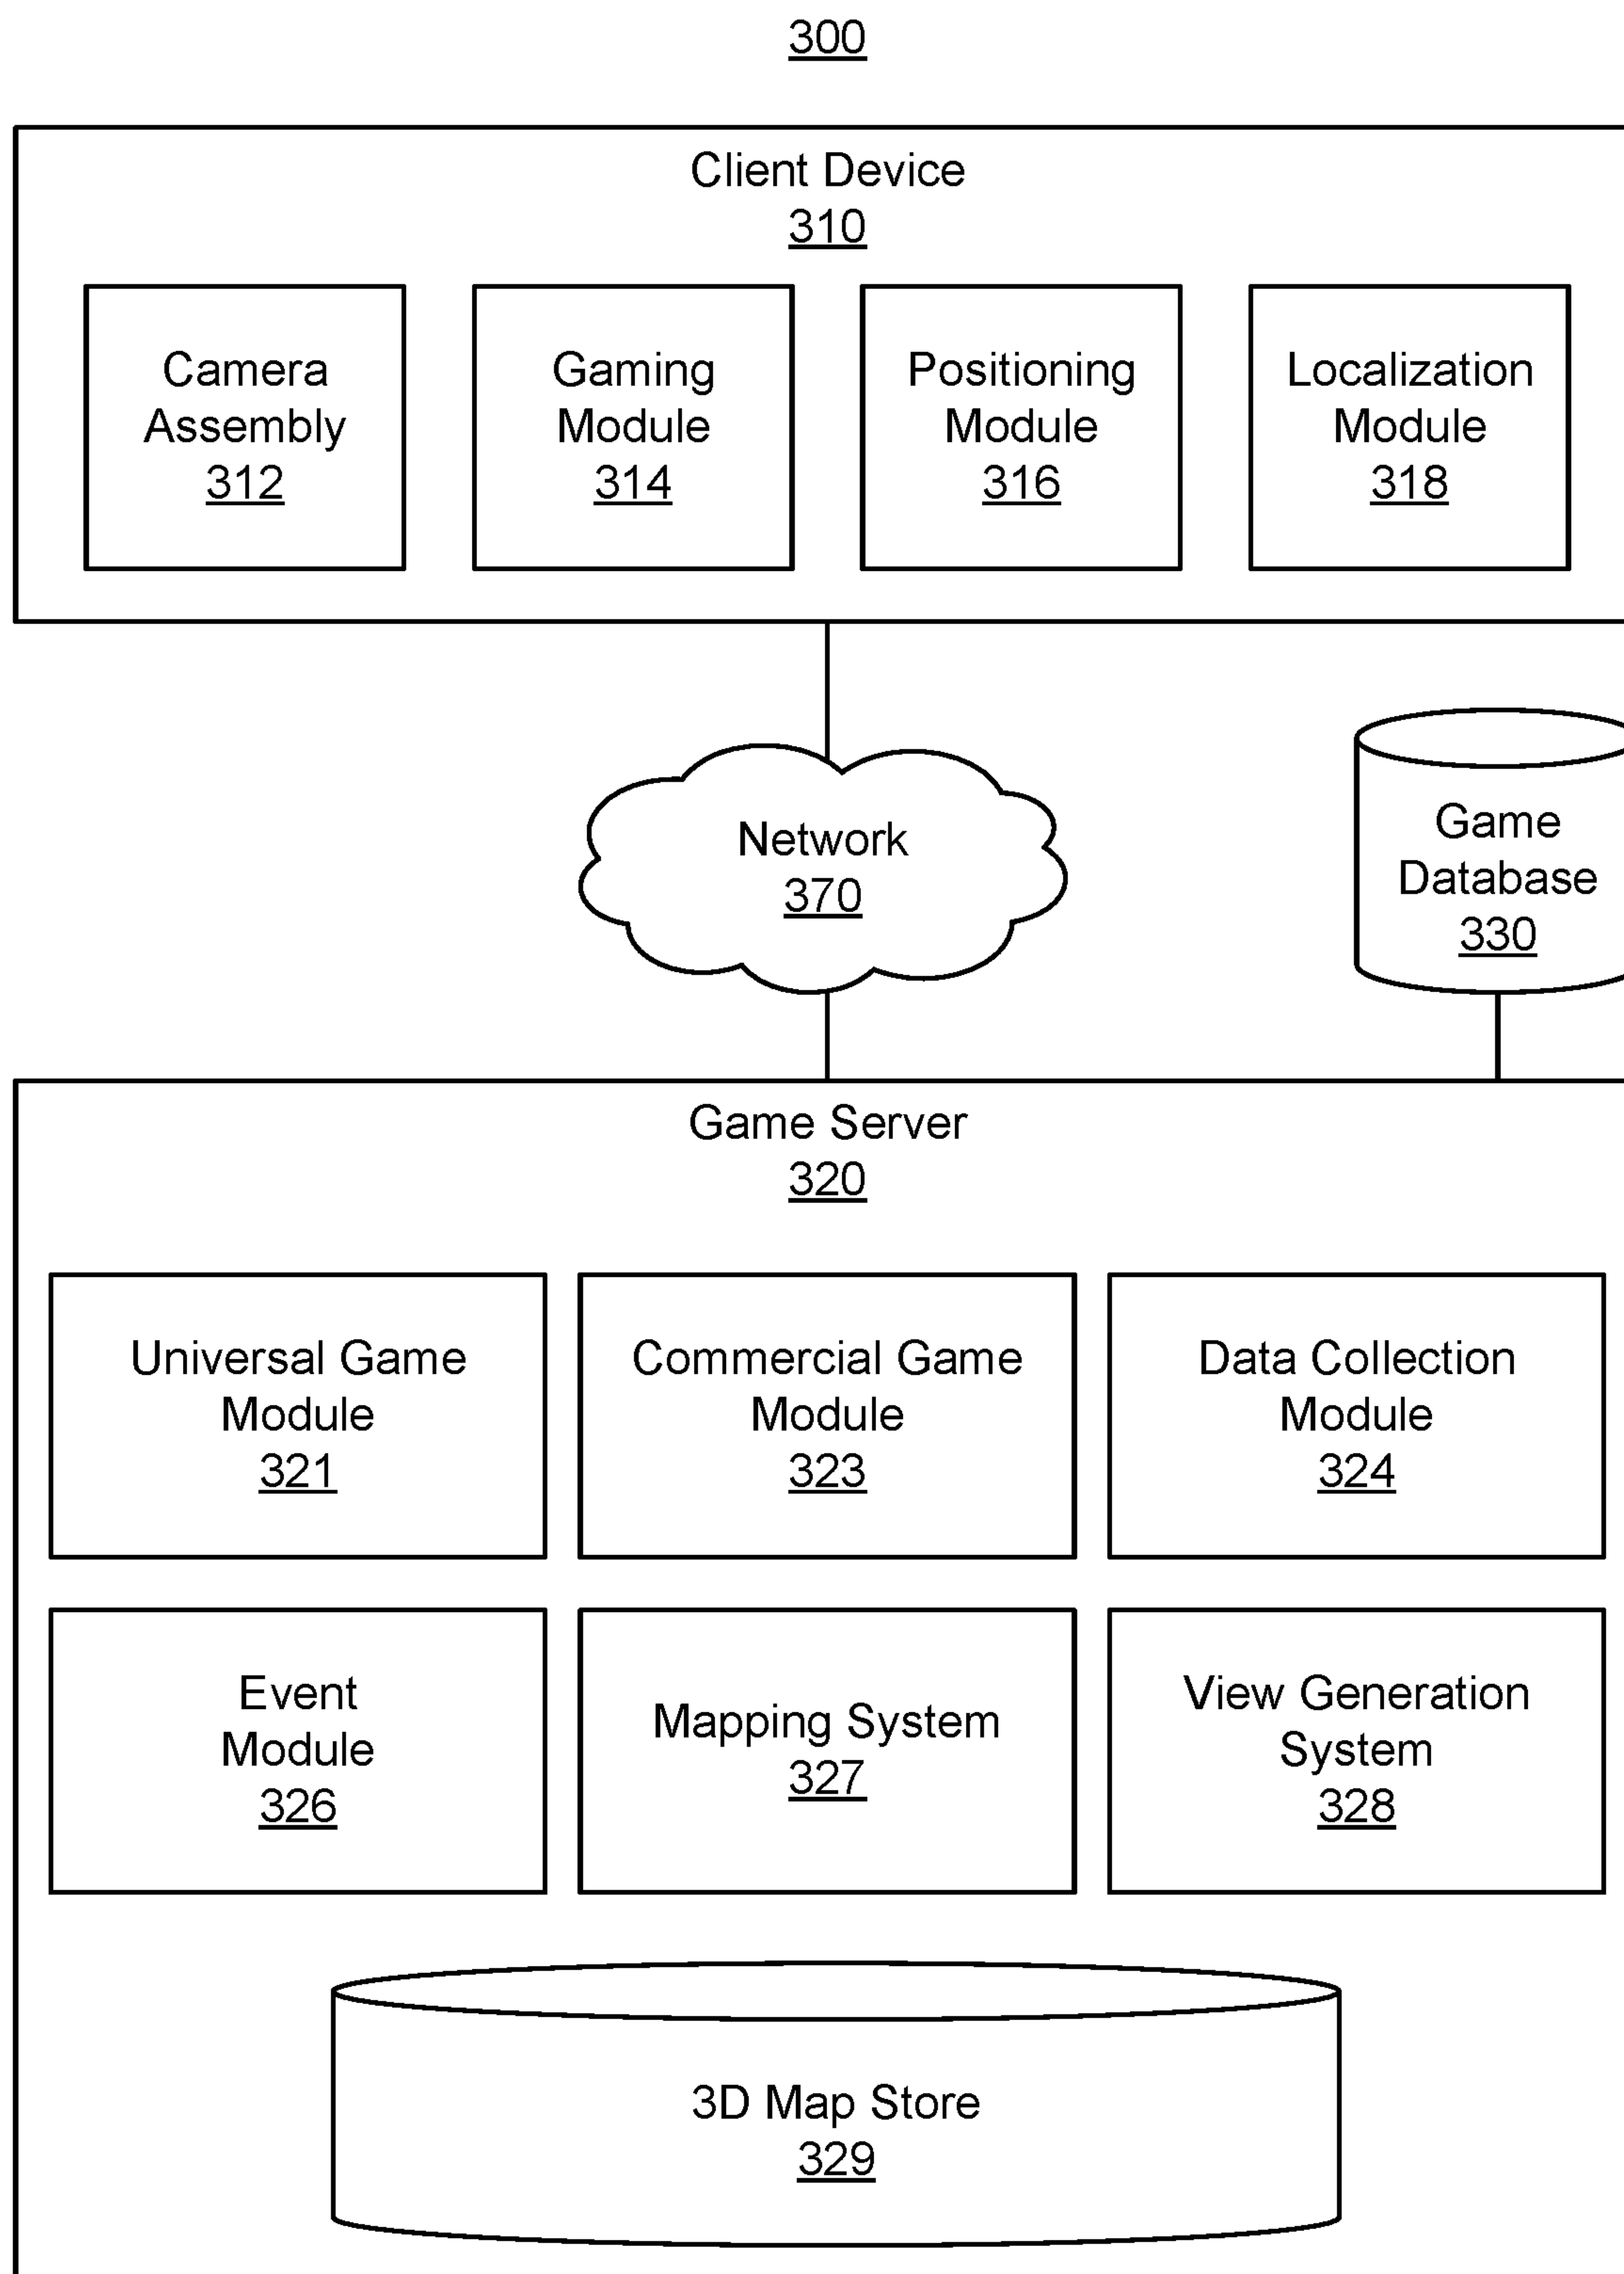 300
Client Device
310
Camera
Assembly
312
Gaming
Module
314
Positioning
Module
316
Localization
Module
318
Network
370
Game
Database
330
Game Server
320
Universal Game
Module
321
Commercial Game
Module
323
Data Collection
Module
324
Event
Module
326
Mapping System
327
View Generation
System
328
3D Map Store
329